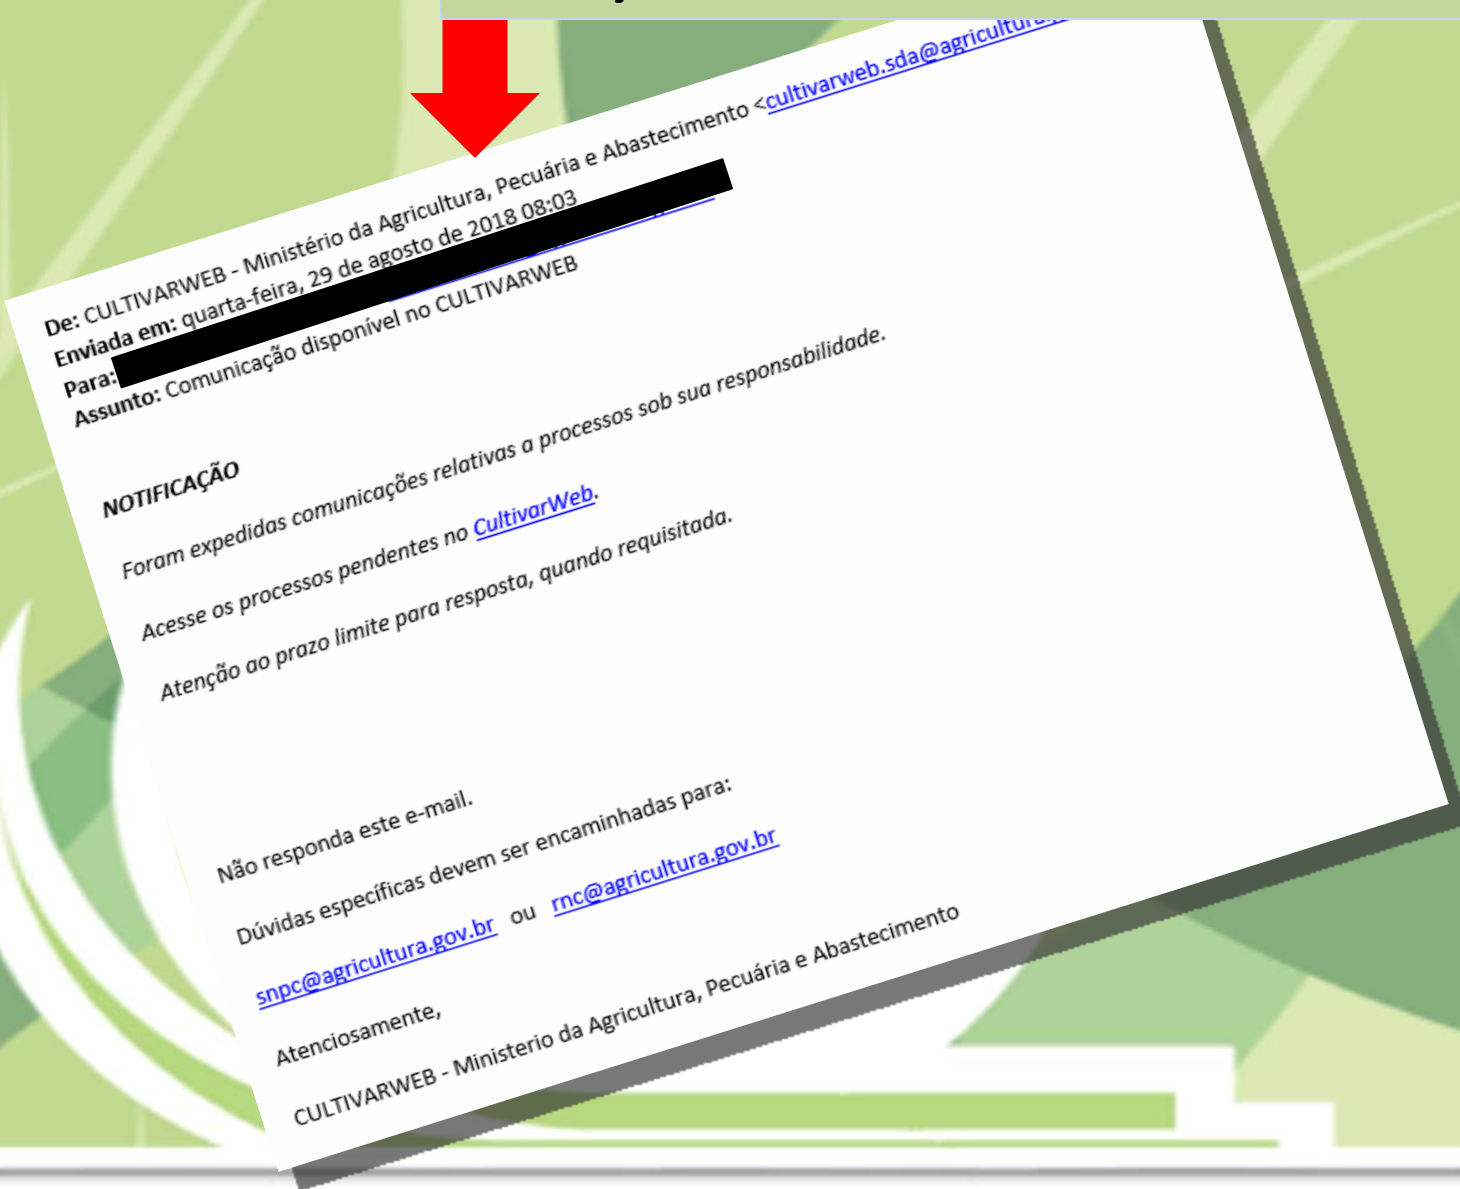 De: CULTIVARWEB - Ministério da Agricultura, Pecuária e Abastecimento <cultivarweb.sda@agricultura.
Enviada em: quarta-feira, 29 de agosto de 2018 08:03
Para:
Assunto: Comunicação disponível no CULTIVARWEB
NOTIFICAÇÃO
Foram expedidas comunicações relativas a processos sob sua responsabilidade.
Acesse os processos pendentes no CultivarWeb.
Atenção ao prazo limite para resposta, quando requisitada.
Não responda este e-mail.
Dúvidas específicas devem ser encaminhadas para:
snpc@agricultura.gov.br ou rnc@agricultura.gov.br
Atenciosamente,
CULTIVARWEB - Ministerio da Agricultura, Pecuária e Abastecimento